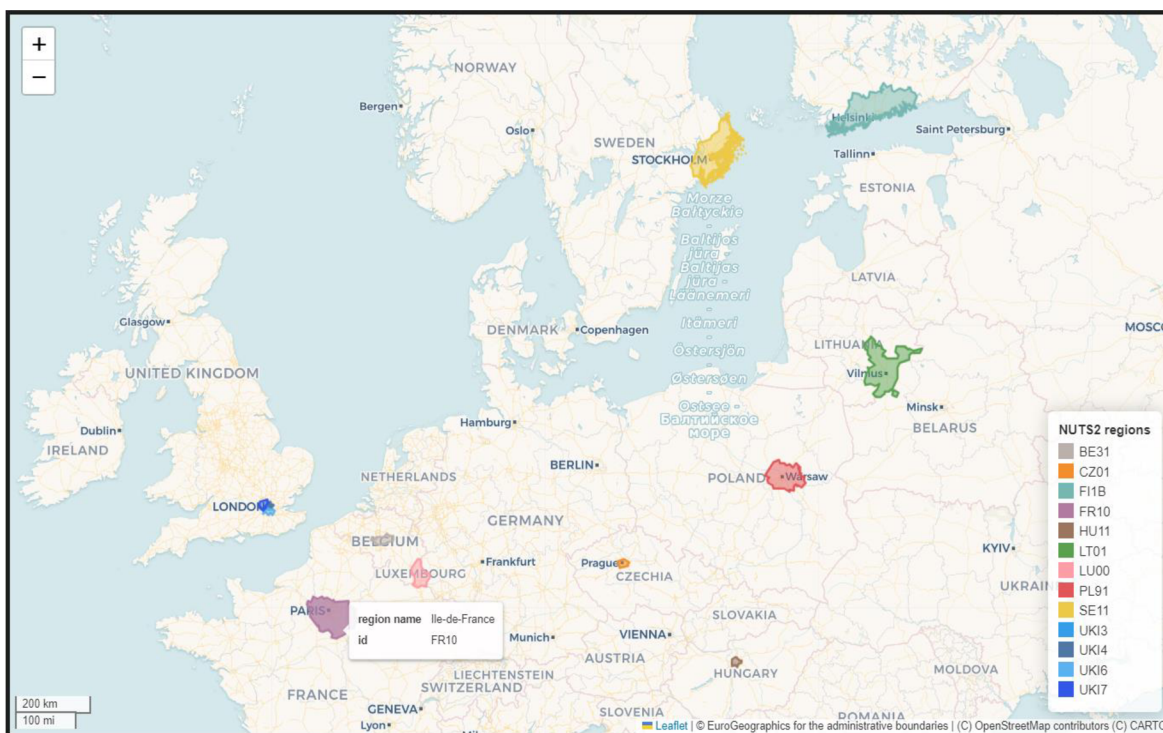 +
−
NORWAY
Bergen
Oslo
SWEDEN
STOCKHOLM
Helsinki
Saint Petersburg
Tallinn
ESTONIA
Morze
Bałtyckie
-
Baltijos
jūra -
Baltijas
jūra -
Läänemeri
-
Itämeri
-
Östersjön
-
Østersøen
-
Ostsee -
Балтийское
море
LATVIA
Glasgow
DENMARK
Copenhagen
LITHUANIA
MOSC
UNITED KINGDOM
Vilnius
Minsk
Dublin
IRELAND
Hamburg
BELARUS
NETHERLANDS
BERLIN
POLAND
Warsaw
LONDON
GERMANY
BELGIUM
KYIV
LUXEMBOURG
Frankfurt
Prague
CZECHIA
UKRAIN
PARIS
region name Ile-de-France
id FR10
SLOVAKIA
Munich
VIENNA
AUSTRIA
HUNGARY
MOLDOVA
LIECHTENSTEIN
SWITZERLAND
FRANCE
GENEVA
SLOVENIA
ROMANIA
Lyon
200 km
100 mi
NUTS2 regions
BE31
CZ01
FI1B
FR10
HU11
LT01
LU00
PL91
SE11
UKI3
UKI4
UKI6
UKI7
Leaflet | © EuroGeographics for the administrative boundaries | (C) OpenStreetMap contributors (C) CARTO